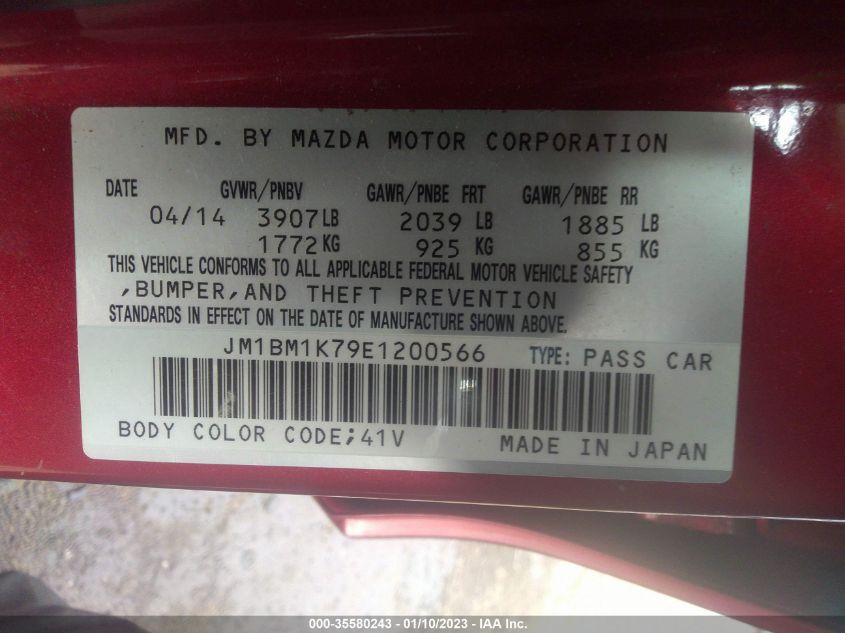 MFD. BY MAZDA MOTOR CORPORATION
DATE GVWR/PNBV GAWR/PNBE FRT GAWR/PNBE RR
04/14 3907LB 2039 LB 1885 LB
1772KG 925 KG 855 KG
THIS VEHICLE CONFORMS TO ALL APPLICABLE FEDERAL MOTOR VEHICLE SAFETY
,BUMPER,AND THEFT PREVENTION
STANDARDS IN EFFECT ON THE DATE OF MANUFACTURE SHOWN ABOVE.
JM1BM1K79E1200566 TYPE: PASS CAR
BODY COLOR CODE;41V MADE IN JAPAN
000-35580243 - 01/10/2023 - IAA Inc.